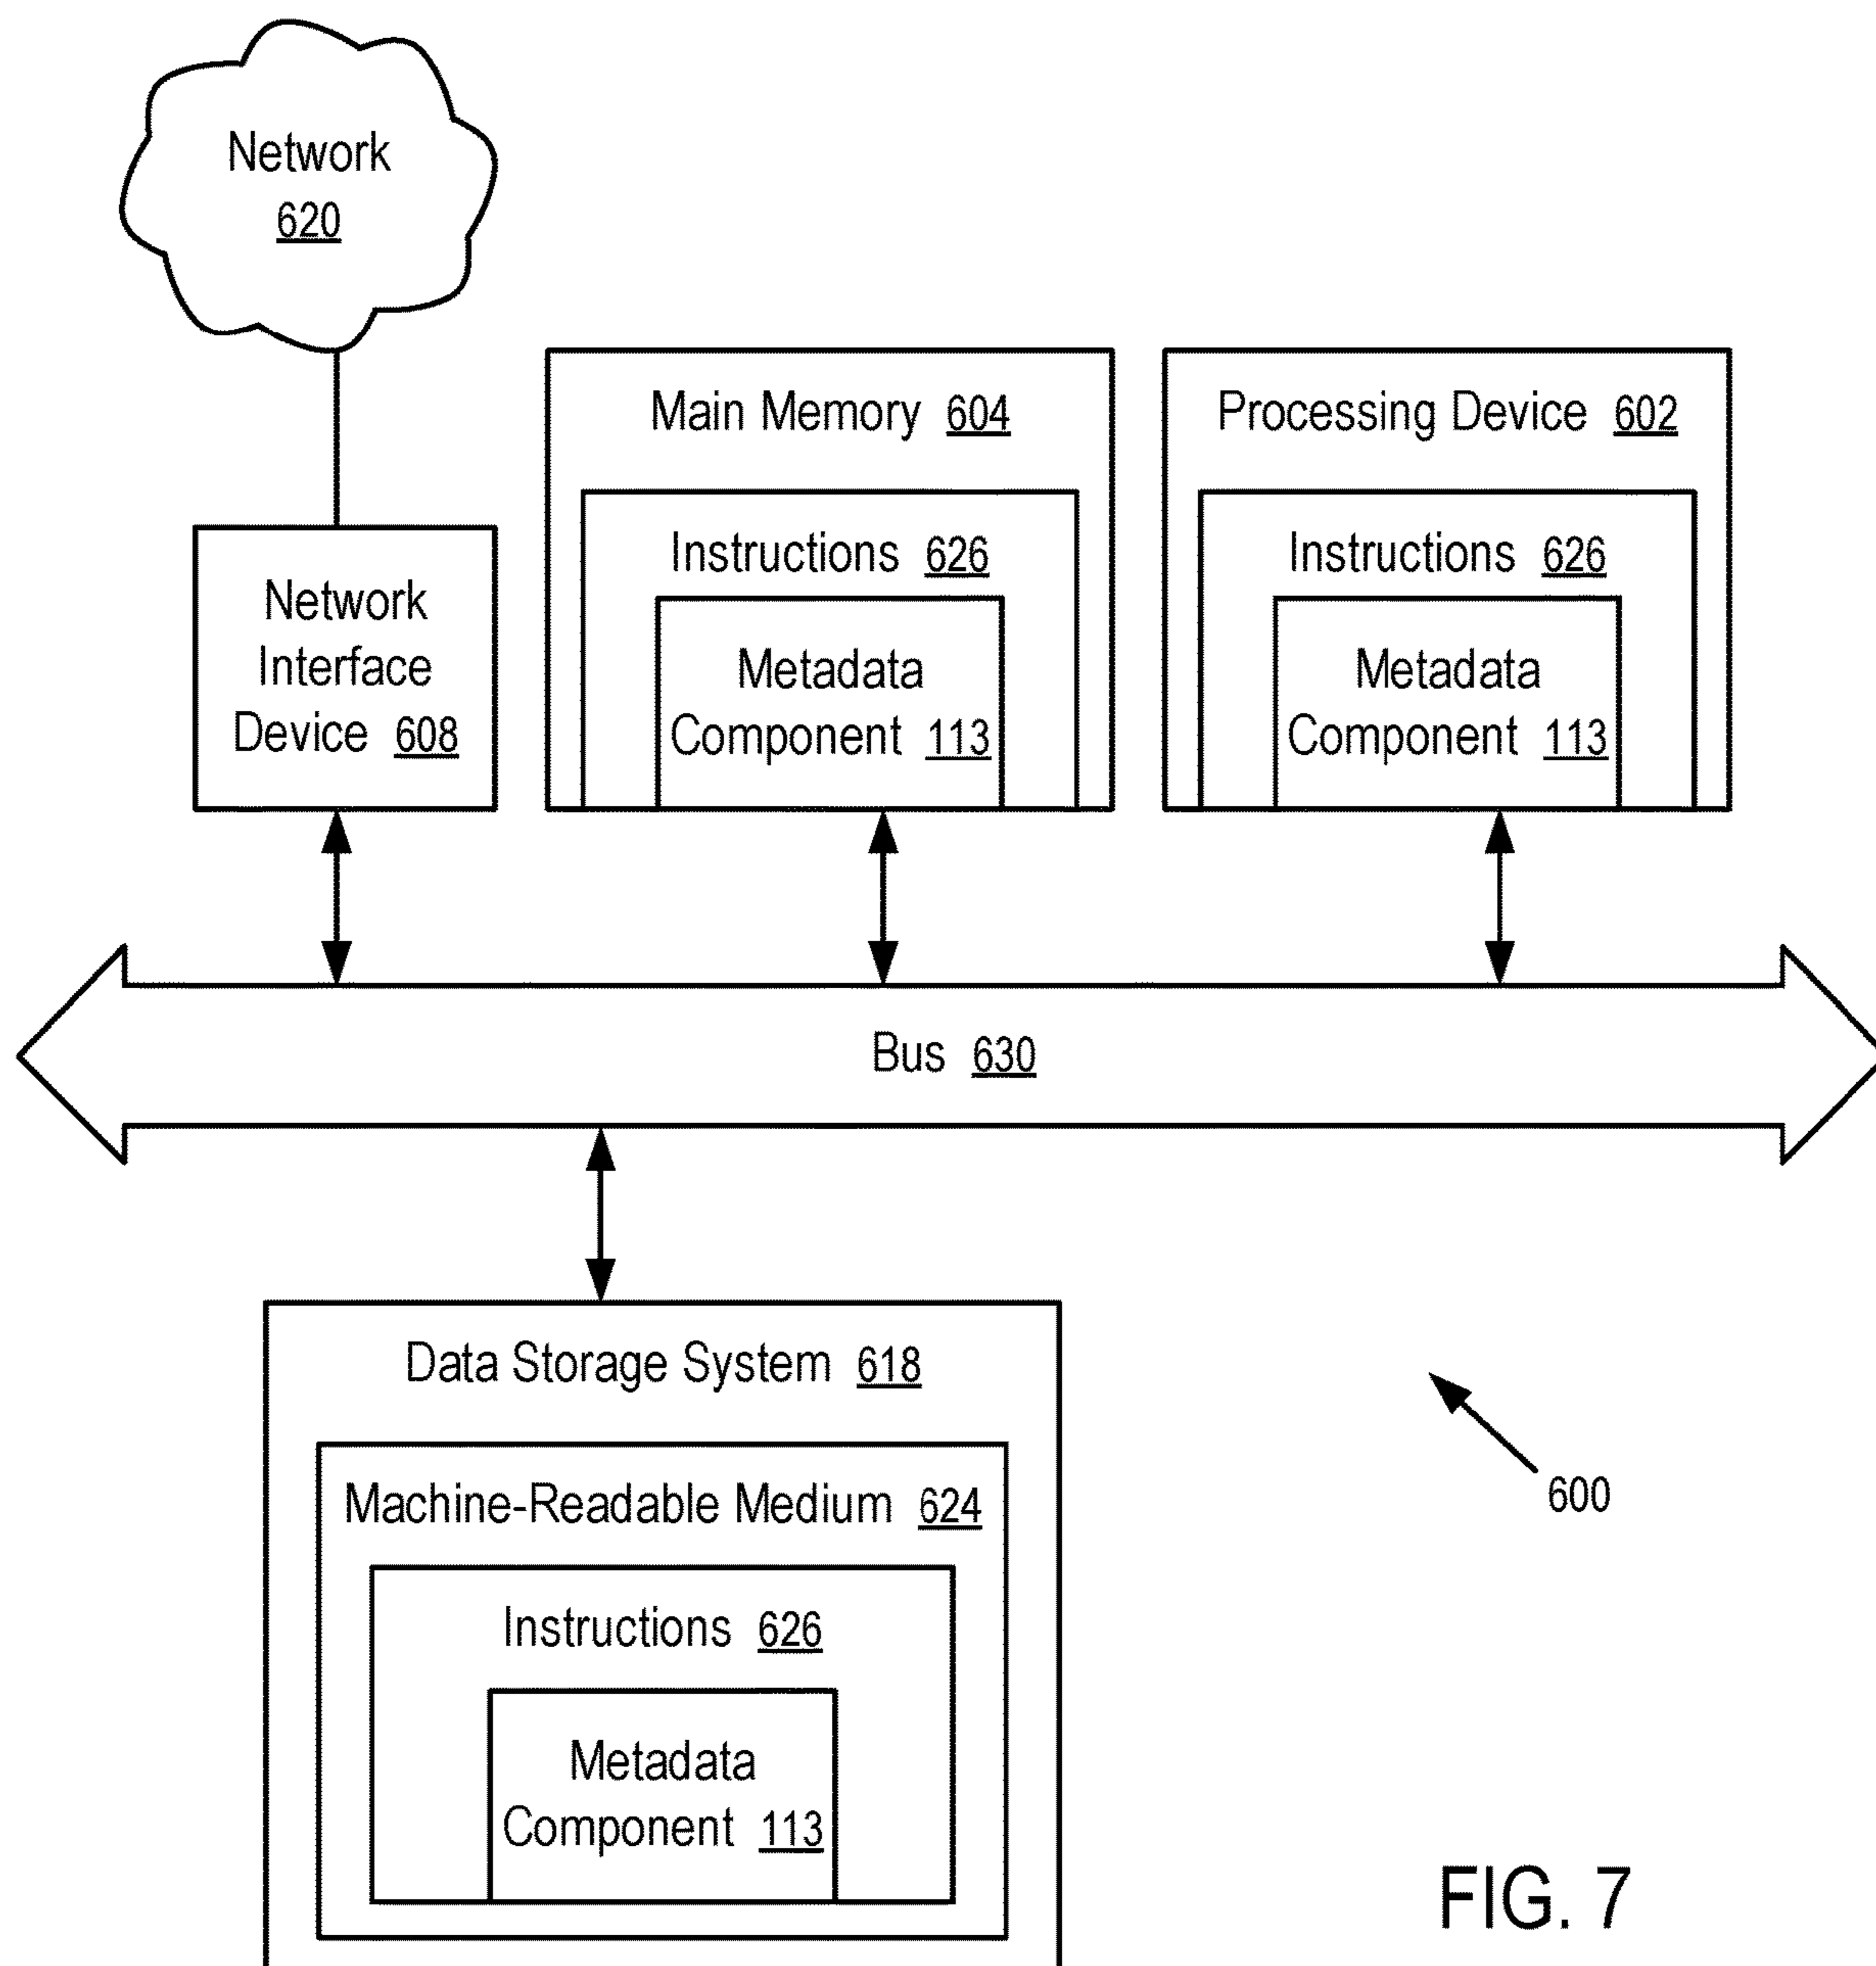 Network
620
Main Memory 604
Processing Device 602
Instructions 626
Instructions 626
Network
Interface
Device 608
Metadata
Component 113
Metadata
Component 113
Bus 630
Data Storage System 618
Machine-Readable Medium 624
600
Instructions 626
Metadata
Component 113
FIG. 7